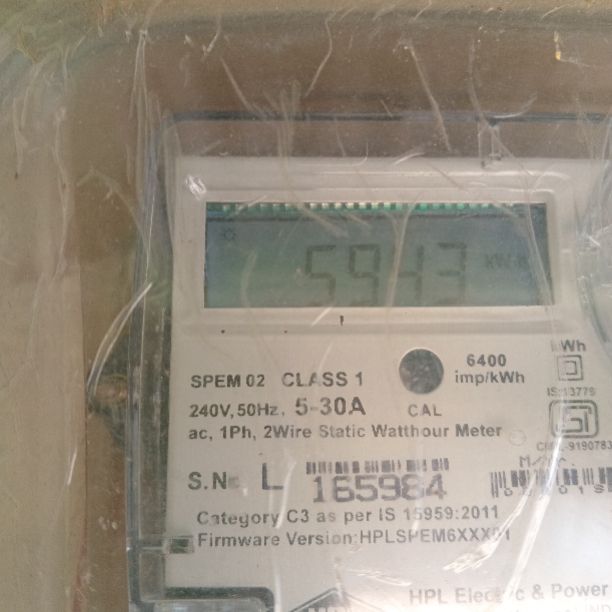 5943 kWh
kWh
SPEM 02 CLASS 1
6400
imp/kWh
240V, 50Hz, 5-30A
CAL
ac, 1Ph, 2Wire Static Watthour Meter
S.No L 165984
Category C3 as per IS 15959:2011
Firmware Version:HPLSPEM6XXX01
HPL Electric & Power